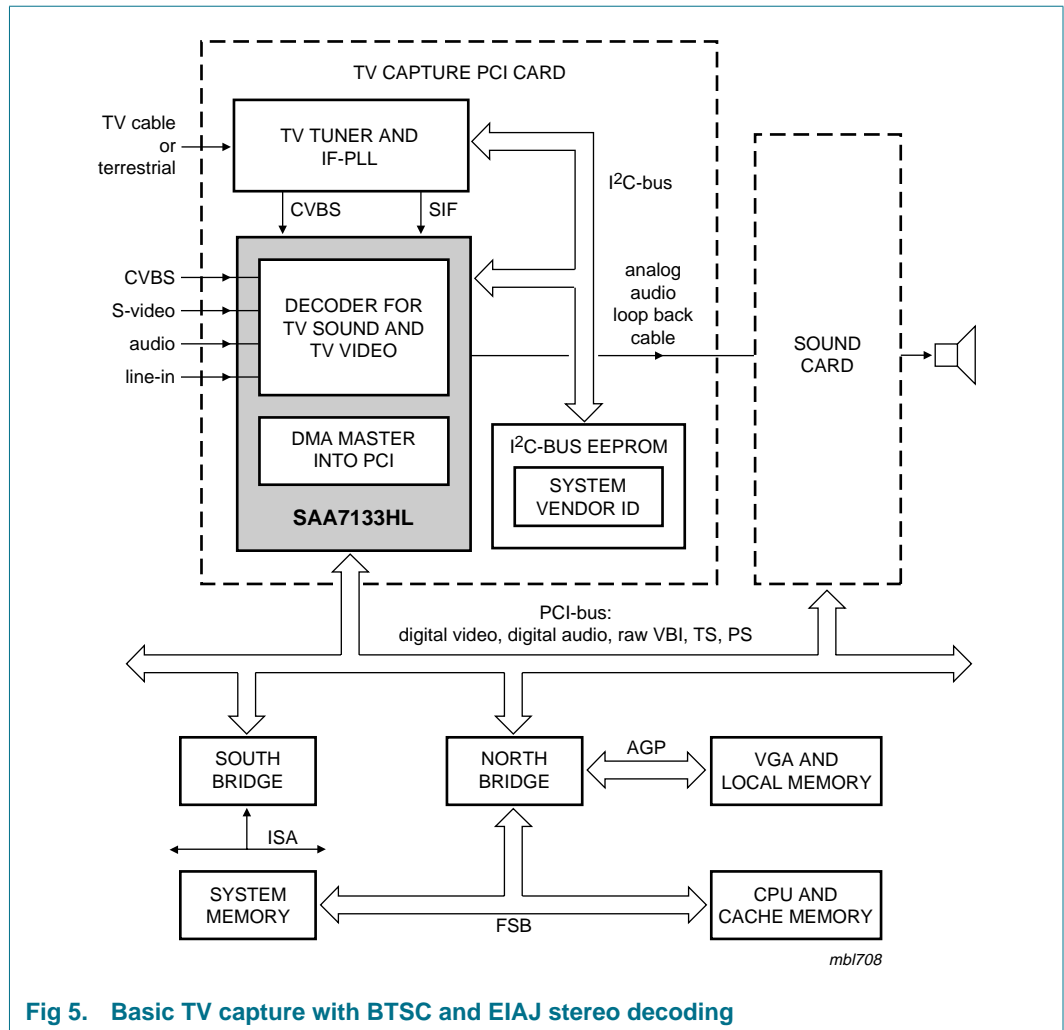 TV CAPTURE PCI CARD
TV cable
or
terrestrial
TV TUNER AND
IF-PLL
I2C-bus
CVBS
SIF
CVBS
S-video
audio
line-in
DECODER FOR
TV SOUND AND
TV VIDEO
analog
audio
loop back
cable
SOUND
CARD
DMA MASTER
INTO PCI
SAA7133HL
I2C-BUS EEPROM
SYSTEM
VENDOR ID
PCI-bus:
digital video, digital audio, raw VBI, TS, PS
SOUTH
BRIDGE
NORTH
BRIDGE
AGP
VGA AND
LOCAL MEMORY
ISA
SYSTEM
MEMORY
FSB
CPU AND
CACHE MEMORY
mbl708
Fig 5. Basic TV capture with BTSC and EIAJ stereo decoding